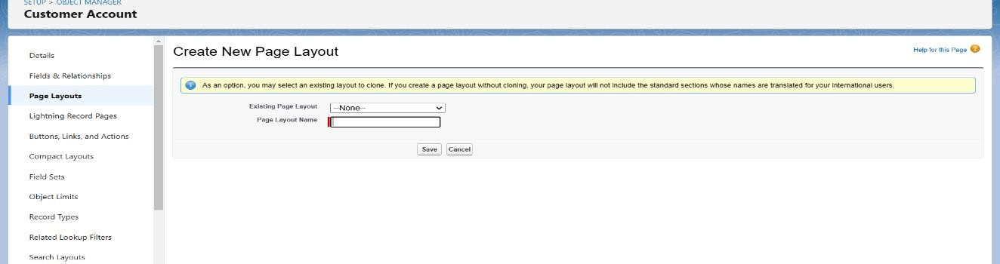 SETUP > OBJECT MANAGER
Customer Account
Details
Fields & Relationships
Page Layouts
Lightning Record Pages
Buttons, Links, and Actions
Compact Layouts
Field Sets
Object Limits
Record Types
Related Lookup Filters
Search Layouts
Create New Page Layout
Help for this Page
As an option, you may select an existing layout to clone. If you create a page layout without cloning, your page layout will not include the standard sections whose names are translated for your international users.
Existing Page Layout --None--
Page Layout Name
Save Cancel